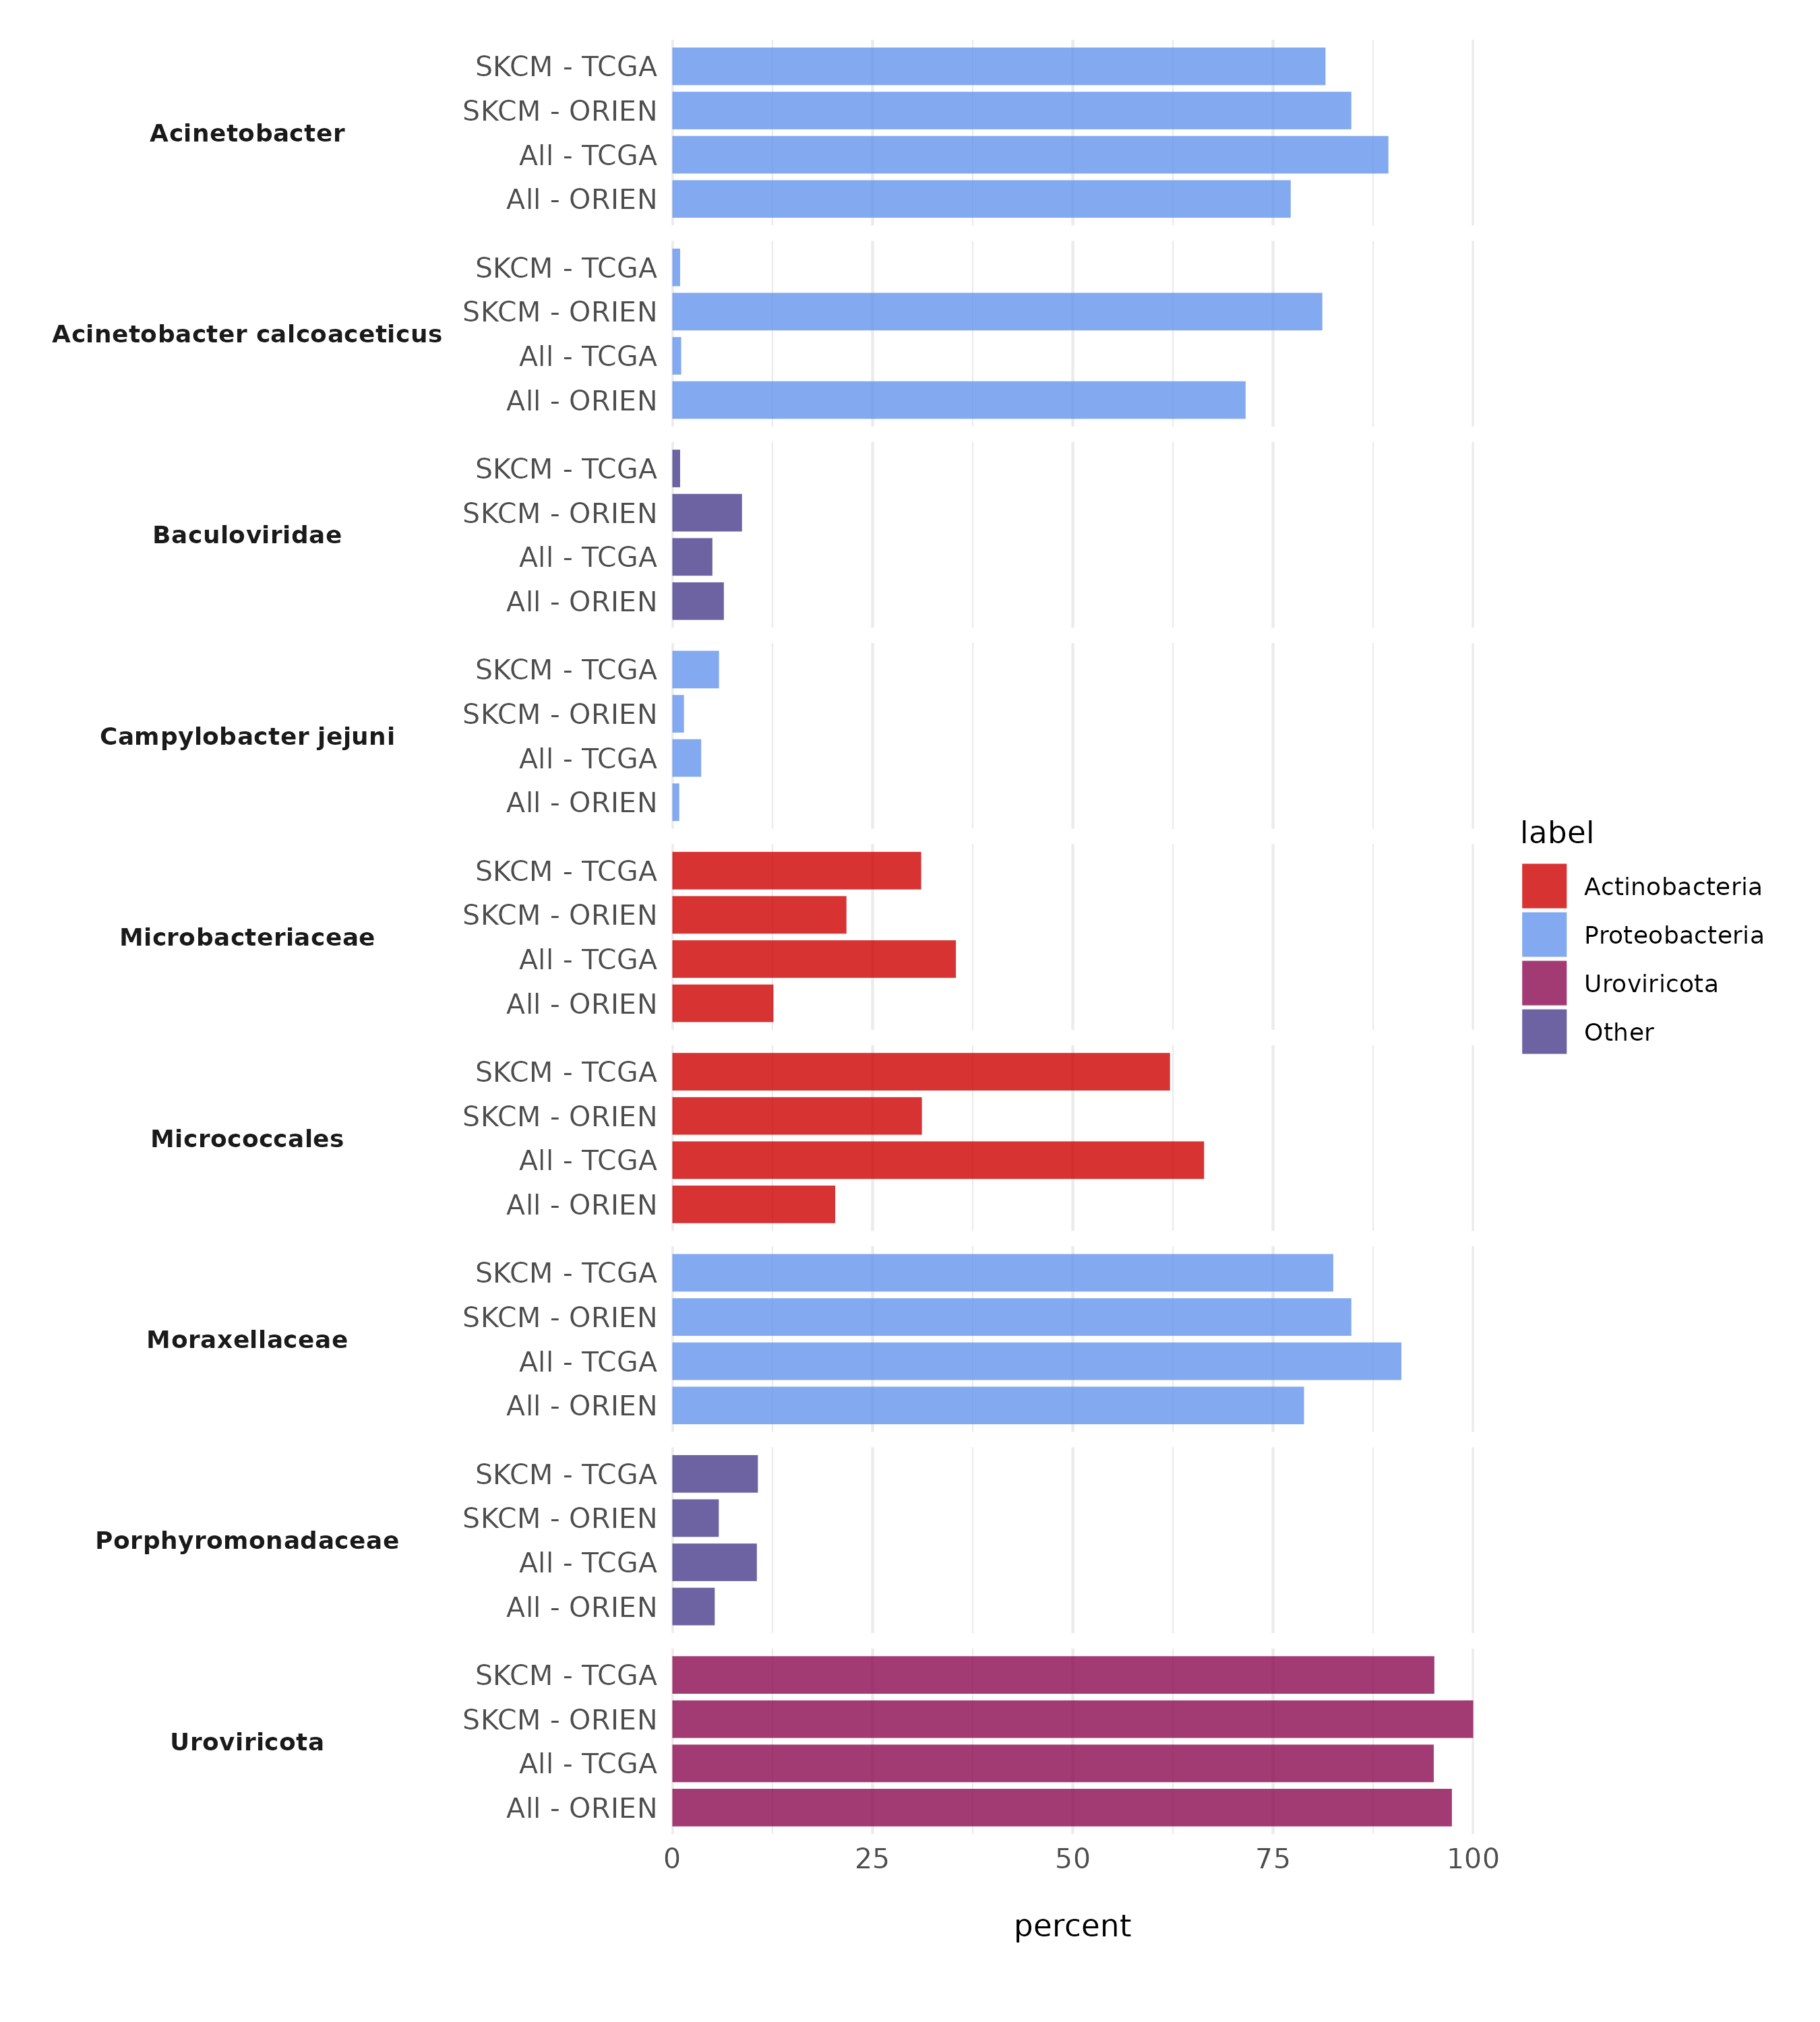 Acinetobacter
SKCM - TCGA
SKCM - ORIEN
All - TCGA
All - ORIEN
Acinetobacter calcoaceticus
SKCM - TCGA
SKCM - ORIEN
All - TCGA
All - ORIEN
Baculoviridae
SKCM - TCGA
SKCM - ORIEN
All - TCGA
All - ORIEN
Campylobacter jejuni
SKCM - TCGA
SKCM - ORIEN
All - TCGA
All - ORIEN
Microbacteriaceae
SKCM - TCGA
SKCM - ORIEN
All - TCGA
All - ORIEN
Micrococcales
SKCM - TCGA
SKCM - ORIEN
All - TCGA
All - ORIEN
Moraxellaceae
SKCM - TCGA
SKCM - ORIEN
All - TCGA
All - ORIEN
Porphyromonadaceae
SKCM - TCGA
SKCM - ORIEN
All - TCGA
All - ORIEN
Uroviricota
SKCM - TCGA
SKCM - ORIEN
All - TCGA
All - ORIEN
0 25 50 75 100
percent
label
Actinobacteria
Proteobacteria
Uroviricota
Other